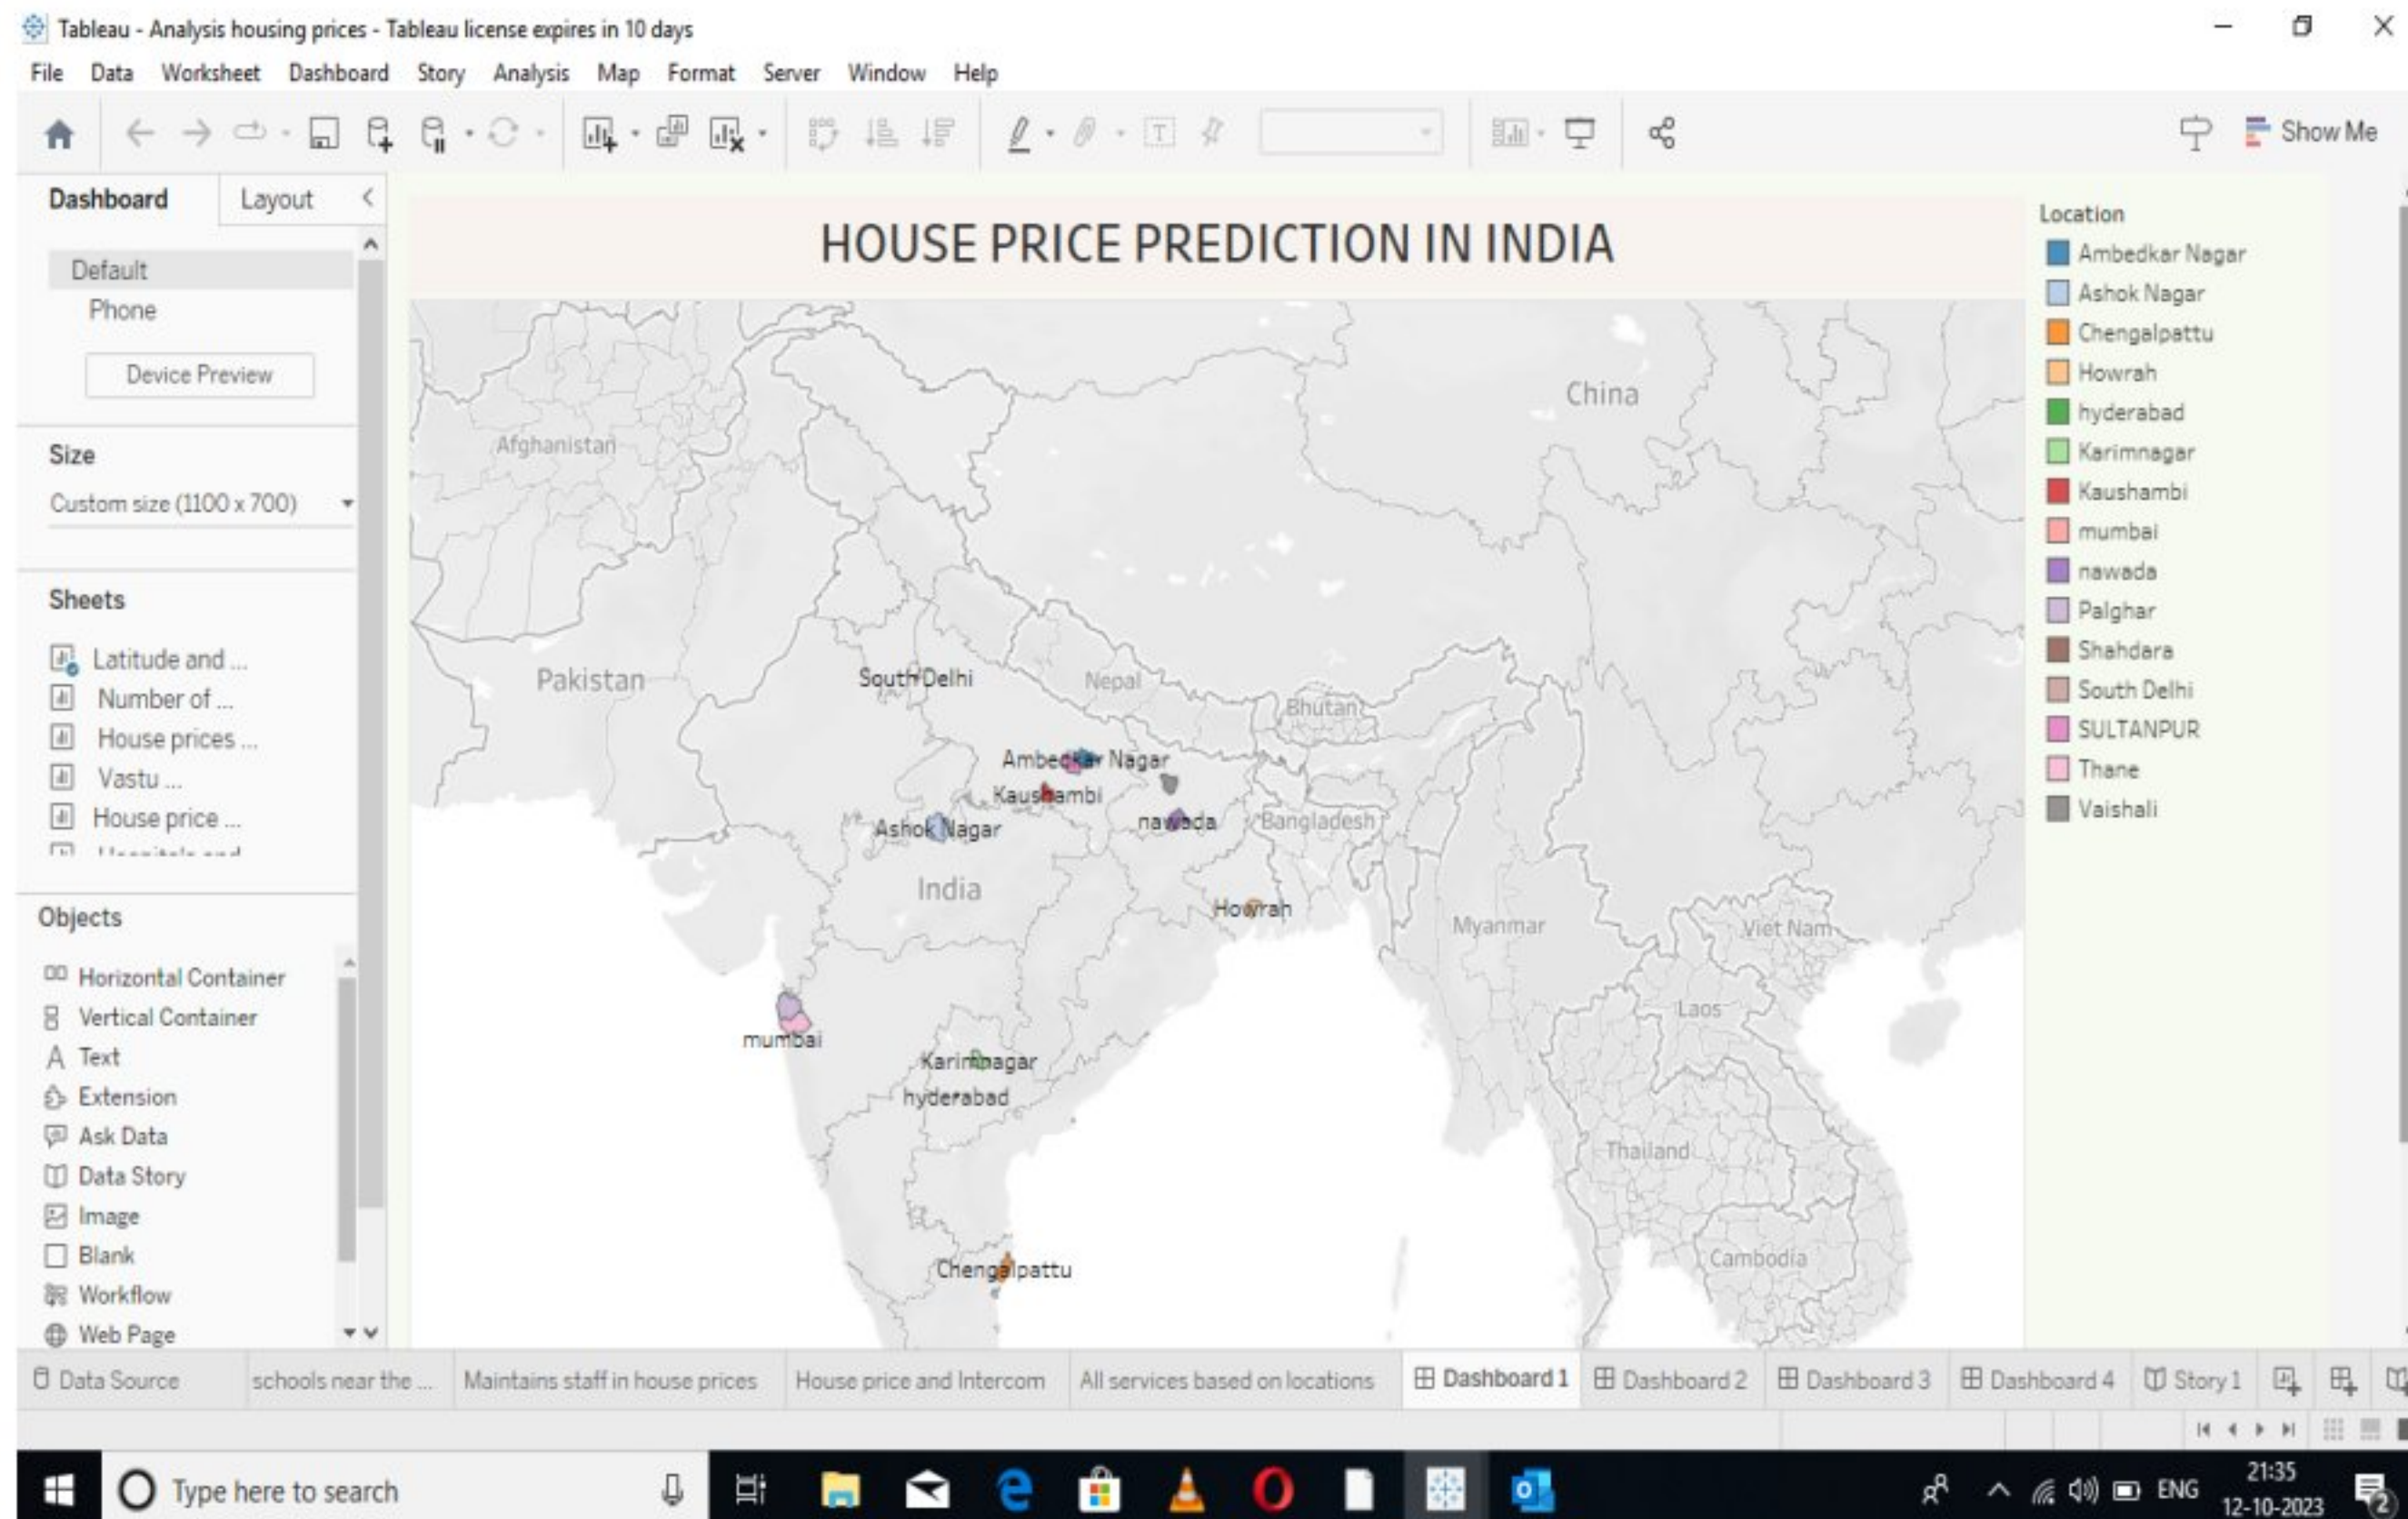 Tableau - Analysis housing prices - Tableau license expires in 10 days
File Data Worksheet Dashboard Story Analysis Map Format Server Window Help
Show Me
Dashboard Layout
Default
Phone
Device Preview
Size
Custom size (1100 x 700)
Sheets
Latitude and ...
Number of ...
House prices ...
Vastu ...
House price ...
Objects
Horizontal Container
Vertical Container
Text
Extension
Ask Data
Data Story
Image
Blank
Workflow
Web Page
HOUSE PRICE PREDICTION IN INDIA
China
Afghanistan
Pakistan
South Delhi
Nepal
Bhutan
Ambedkar Nagar
Kaushambi
Ashok Nagar
nawada
Bangladesh
India
Howrah
Myanmar
Viet Nam
Laos
mumbai
Karimnagar
hyderabad
Thailand
Chengalpattu
Cambodia
Location
Ambedkar Nagar
Ashok Nagar
Chengalpattu
Howrah
hyderabad
Karimnagar
Kaushambi
mumbai
nawada
Palghar
Shahdara
South Delhi
SULTANPUR
Thane
Vaishali
Data Source schools near the ... Maintains staff in house prices House price and Intercom All services based on locations Dashboard 1 Dashboard 2 Dashboard 3 Dashboard 4 Story 1
Type here to search
ENG
21:35
12-10-2023
2